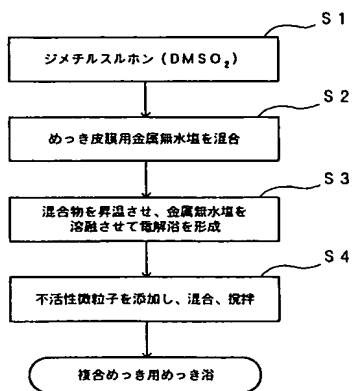 S1
ジメチルスルホン(DMSO₂)
S2
めっき皮膜用金属無水塩を混合
S3
混合物を昇温させ、金属無水塩を
溶融させて電解浴を形成
S4
不活性微粒子を添加し、混合、撹拌
複合めっき用めっき浴